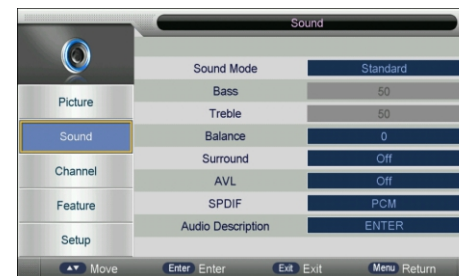 Sound
Picture
Sound
Channel
Feature
Setup
Sound Mode Standard
Bass 50
Treble 50
Balance 0
Surround Off
AVL Off
SPDIF PCM
Audio Description ENTER
Move Enter Enter Exit Exit Menu Return